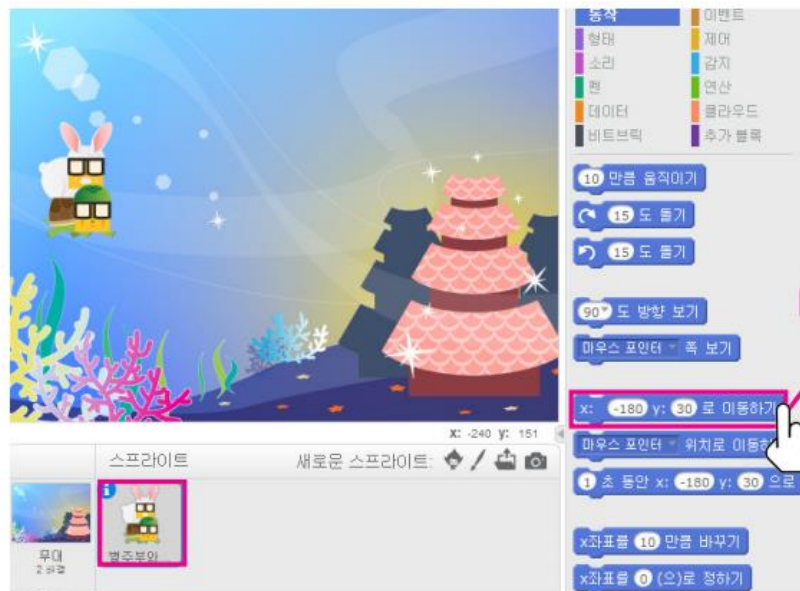 동작 이벤트
형태 제어
소리 감지
펜 연산
데이터 클라우드
비트브릭 추가 블록
10 만큼 움직이기
15 도 돌기
15 도 돌기
90 도 방향 보기
마우스 포인터 쪽 보기
x: -180 y: 30 로 이동하기
마우스 포인터 위치로 이동하
1 초 동안 x: -180 y: 30 으로
x좌표를 10 만큼 바꾸기
x좌표를 0 (으)로 정하기
X: -240 y: 151
스프라이트 새로운 스프라이트:
무대
2 배경
별주부와